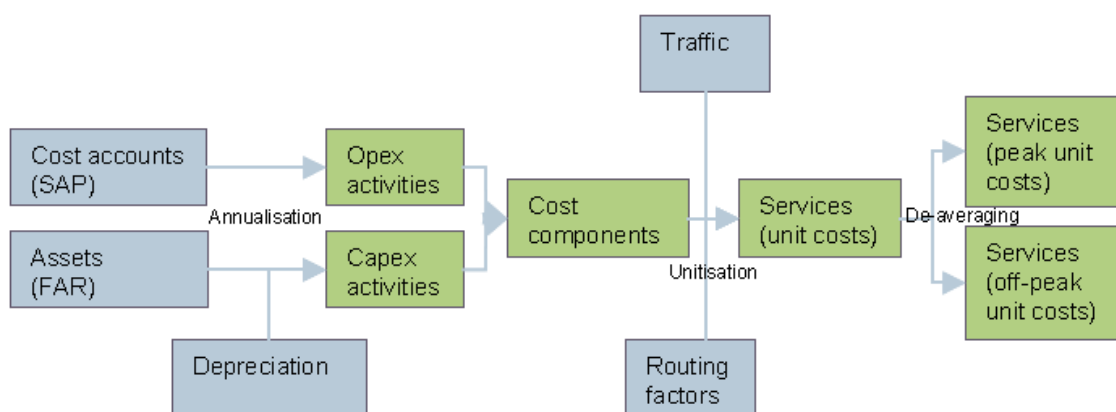 Traffic
Cost accounts
(SAP)
Opex
activities
Annualisation
Assets
(FAR)
Capex
activities
Depreciation
Cost
components
Unitisation
Routing
factors
Services
(unit costs)
De-averaging
Services
(peak unit
costs)
Services
(off-peak
unit costs)